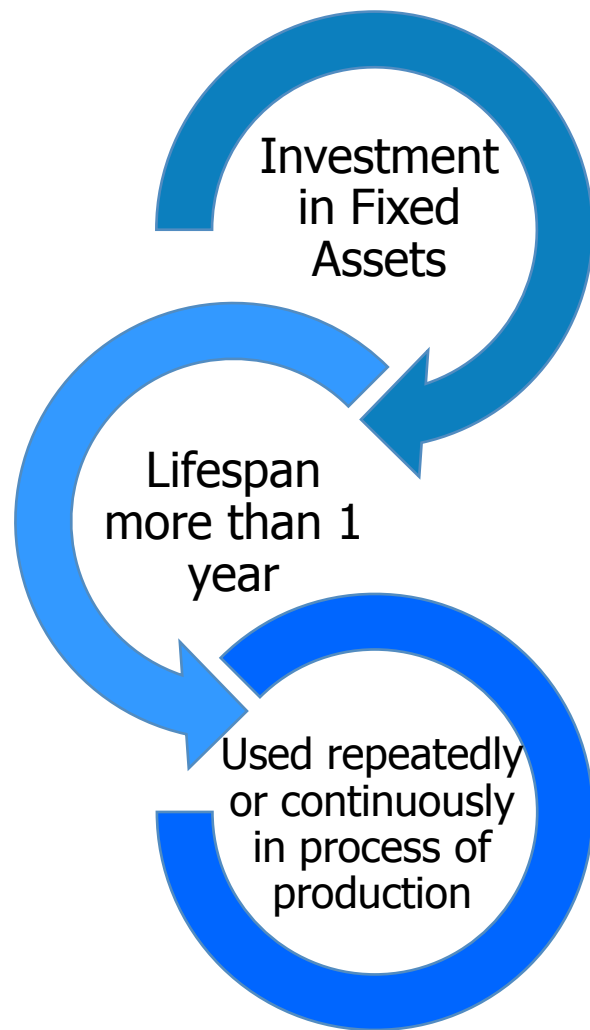 Investment
in Fixed
Assets
Lifespan
more than 1
year
Used repeatedly
or continuously
in process of
production